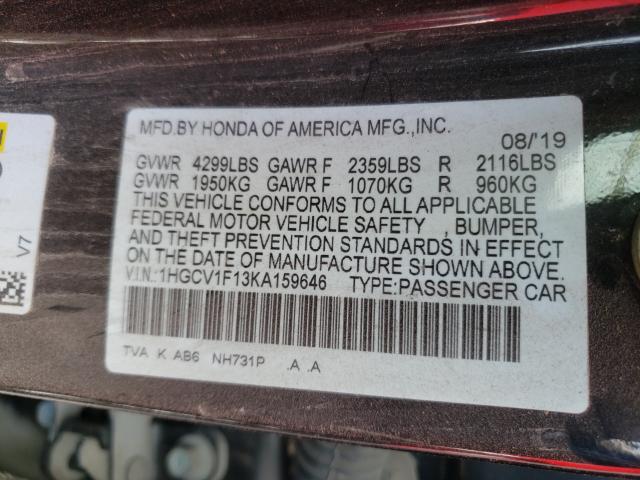 MFD.BY HONDA OF AMERICA MFG.,INC.
08/'19
GVWR 4299LBS GAWR F 2359LBS R 2116LBS
GVWR 1950KG GAWR F 1070KG R 960KG
THIS VEHICLE CONFORMS TO ALL APPLICABLE
FEDERAL MOTOR VEHICLE SAFETY , BUMPER,
AND THEFT PREVENTION STANDARDS IN EFFECT
ON THE DATE OF MANUFACTURE SHOWN ABOVE.
V.I.N.:1HGCV1F13KA159646 TYPE:PASSENGER CAR
TVA K AB6 NH731P .A .A
V7